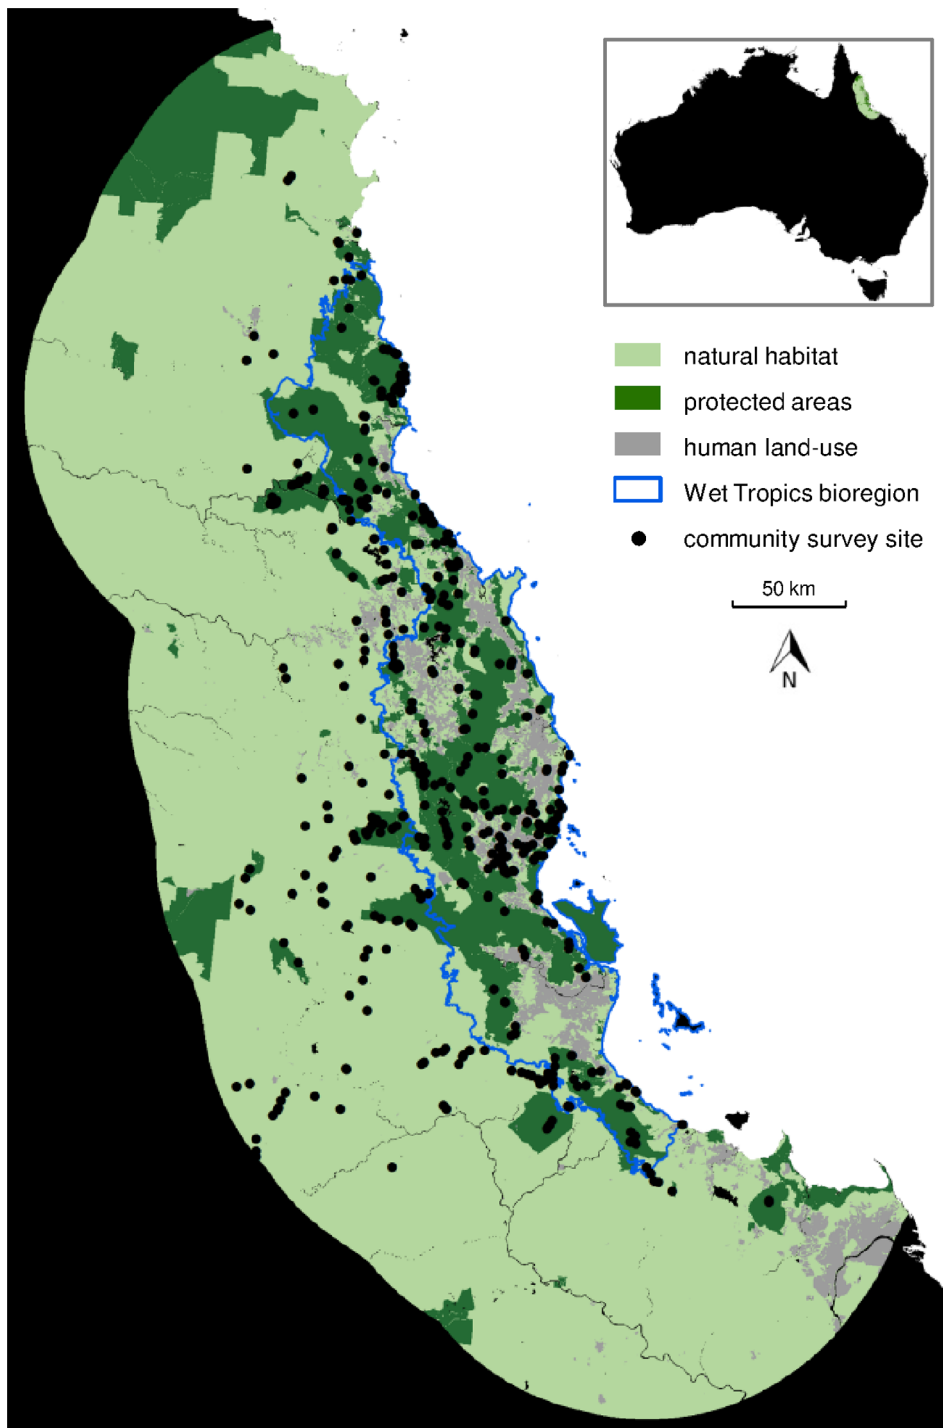 natural habitat
protected areas
human land-use
Wet Tropics bioregion
community survey site
50 km
N